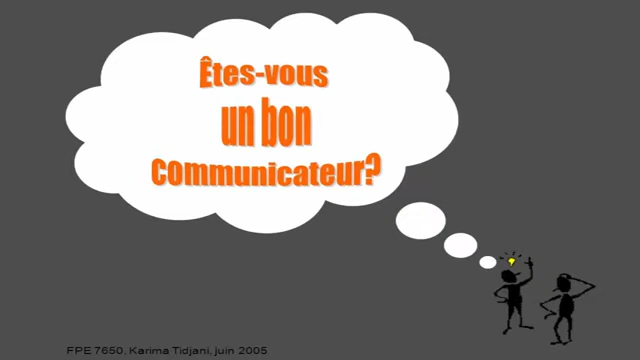 Êtes-vous
un bon
communicateur?
FPE 7650, Karima Tidjani, juin 2005